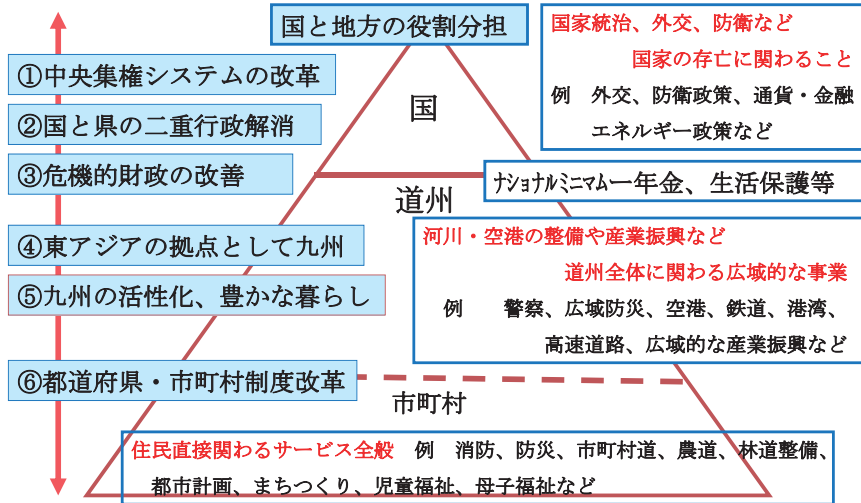 国と地方の役割分担
①中央集権システムの改革
②国と県の二重行政解消
③危機的財政の改善
④東アジアの拠点として九州
⑤九州の活性化、豊かな暮らし
⑥都道府県・市町村制度改革
国
国家統治、外交、防衛など
国家の存亡に関わること
例　外交、防衛政策、通貨・金融
エネルギー政策など
ﾅｼｮﾅﾙﾐﾆﾏﾑー年金、生活保護等
道州
河川・空港の整備や産業振興など
道州全体に関わる広域的な事業
例　警察、広域防災、空港、鉄道、港湾、
高速道路、広域的な産業振興など
市町村
住民直接関わるサービス全般　例　消防、防災、市町村道、農道、林道整備、
都市計画、まちつくり、児童福祉、母子福祉など